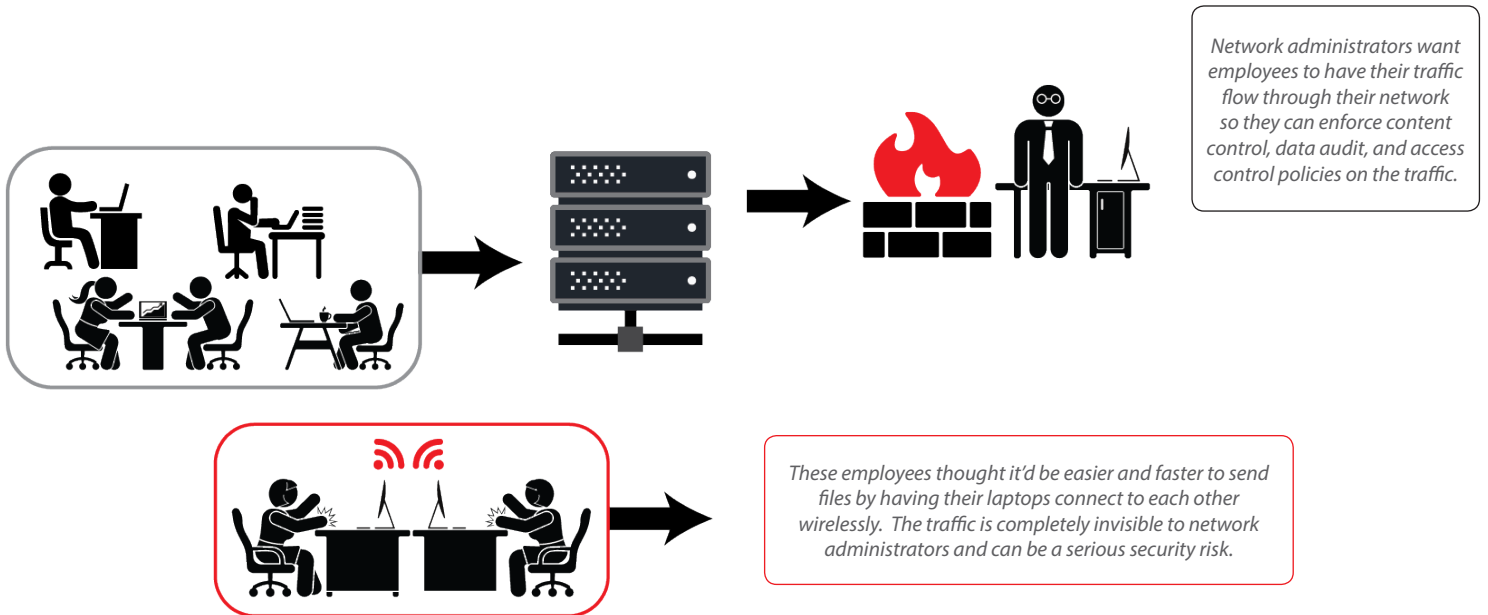 Network administrators want
employees to have their traffic
flow through their network
so they can enforce content
control, data audit, and access
control policies on the traffic.
These employees thought it’d be easier and faster to send
files by having their laptops connect to each other
wirelessly.  The traffic is completely invisible to network
administrators and can be a serious security risk.